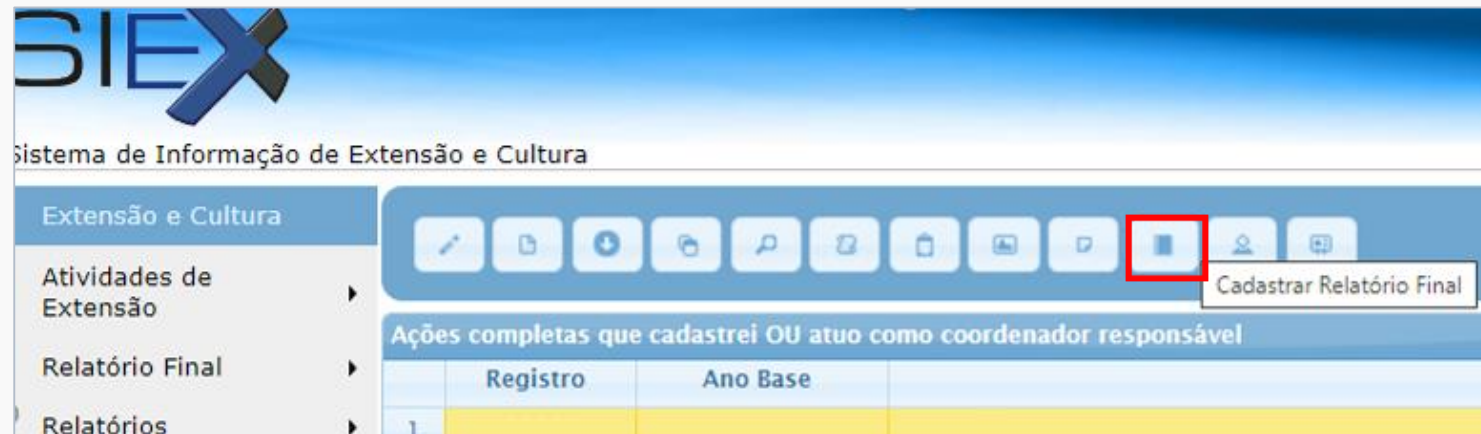 SIEX
Sistema de Informação de Extensão e Cultura
Extensão e Cultura
Atividades de
Extensão
Relatório Final
Relatórios
Cadastrar Relatório Final
Ações completas que cadastrei OU atuo como coordenador responsável
Registro Ano Base
1